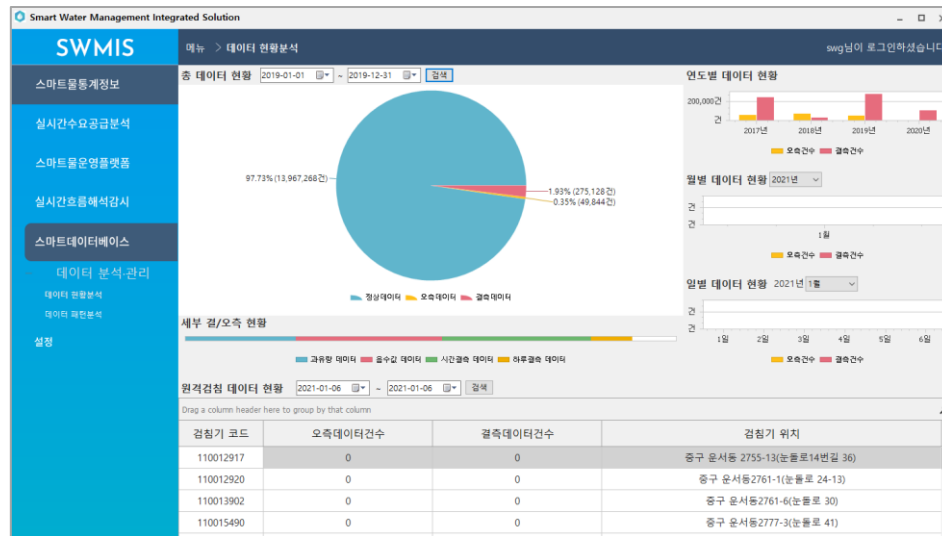 Smart Water Management Integrated Solution
SWMIS
메뉴 > 데이터 현황분석
swg님이 로그인하셨습니다
스마트물통계정보
실시간수요공급분석
스마트물운영플랫폼
실시간흐름해석감시
스마트데이터베이스
데이터 분석·관리
데이터 현황분석
데이터 패턴분석
설정
총 데이터 현황 2019-01-01 ~ 2019-12-31 검색
97.73%(13,967,268건)
1.93% (275,128건)
0.35% (49,844건)
정상데이터 오측데이터 결측데이터
세부 결/오측 현황
과유량 데이터 음수값 데이터 시간결측 데이터 하루결측 데이터
연도별 데이터 현황
200,000건
건
2017년 2018년 2019년 2020년
오측건수 결측건수
월별 데이터 현황 2021년
건
건
1월
오측건수 결측건수
일별 데이터 현황 2021년 1월
건
건
1일 2일 3일 4일 5일 6일
오측건수 결측건수
원격검침 데이터 현황 2021-01-06 ~ 2021-01-06 검색
Drag a column header here to group by that column
검침기 코드 오측데이터건수 결측데이터건수 검침기 위치
110012917 0 0 중구 운서동 2755-13(눈돌로14번길 36)
110012920 0 0 중구 운서동2761-1(눈돌로 24-13)
110013902 0 0 중구 운서동2761-6(눈돌로 30)
110015490 0 0 중구 운서동2777-3(눈돌로 41)